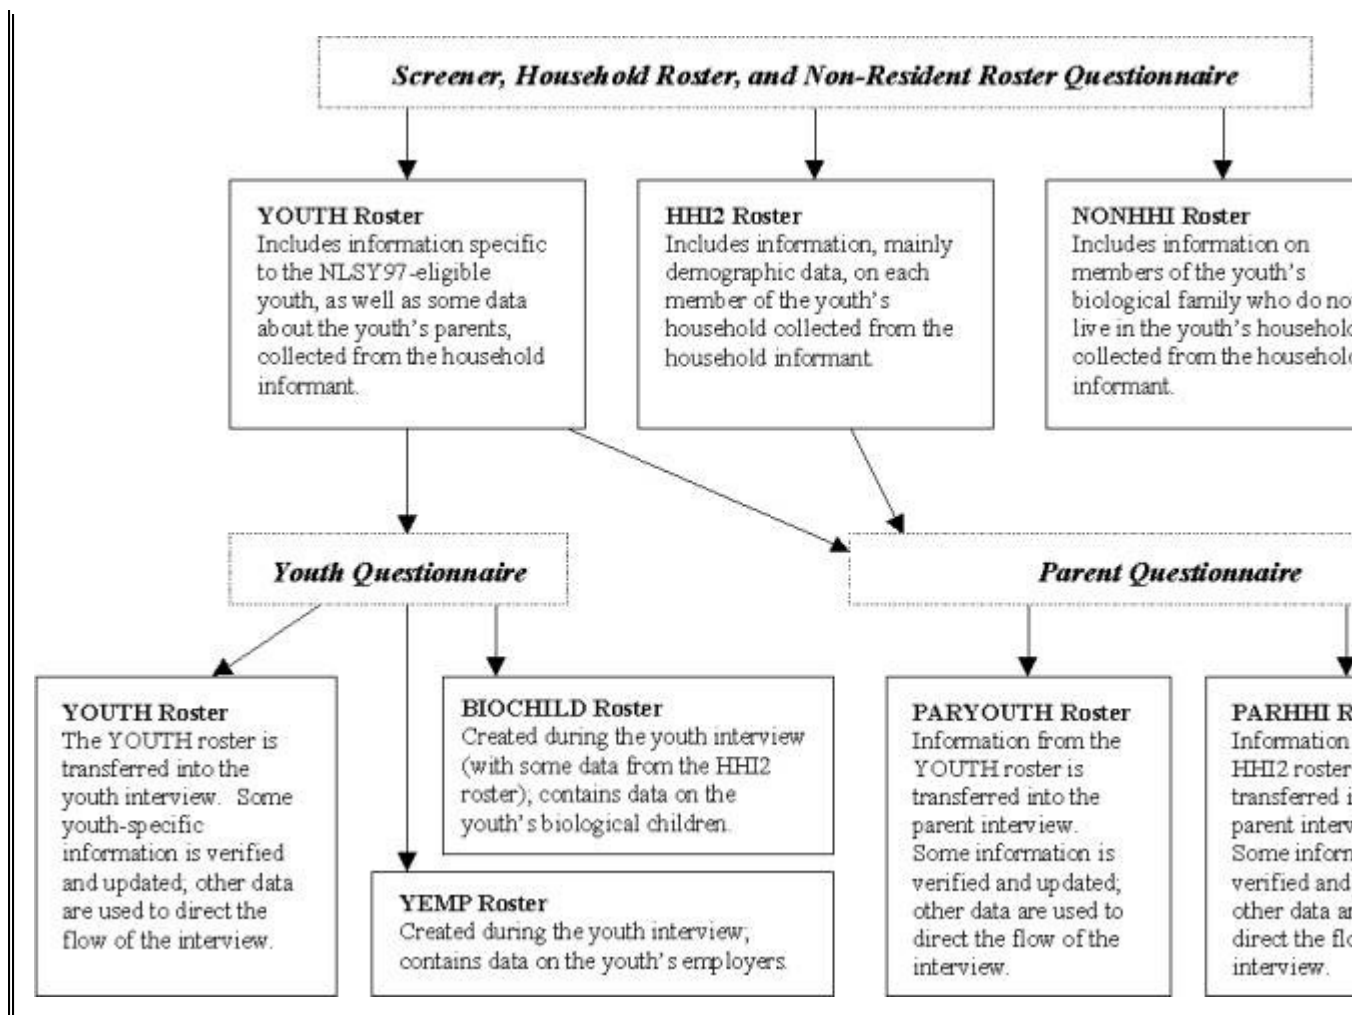 Screener, Household Roster, and Non-Resident Roster Questionnaire
YOUTH Roster
Includes information specific
to the NLSY97-eligible
youth, as well as some data
about the youth's parents,
collected from the household
informant.
HHI2 Roster
Includes information, mainly
demographic data, on each
member of the youth's
household collected from the
household informant.
NONHHI Roster
Includes information on
members of the youth's
biological family who do
live in the youth's
collected from the
informant.
Youth Questionnaire
Parent Questionnaire
YOUTH Roster
The YOUTH roster is
transferred into the
youth interview. Some
youth-specific
information is verified
and updated; other data
are used to direct the
flow of the interview.
BIOCHILD Roster
Created during the youth interview
(with some data from the HHI2
roster), contains data on the
youth's biological children.
YEMP Roster
Created during the youth interview;
contains data on the youth's employers.
PARYOUTH Roster
Information from the
YOUTH roster is
transferred into the
parent interview.
Some information is
verified and updated;
other data are used to
direct the flow of the
interview.
PARHHI
Information
HHI2 roster
transferred
parent
Some
verified and
other data
direct the
interview.